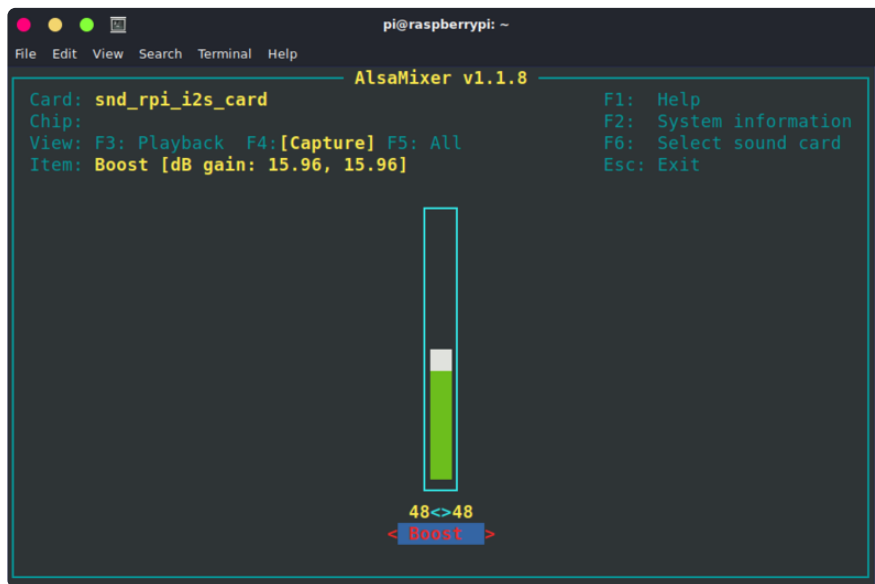 pi@raspberrypi: ~
File Edit View Search Terminal Help
AlsaMixer v1.1.8
Card: snd_rpi_i2s_card F1: Help
Chip: F2: System information
View: F3: Playback F4:[Capture] F5: All F6: Select sound card
Item: Boost [dB gain: 15.96, 15.96] Esc: Exit
48<>48
< Boost >